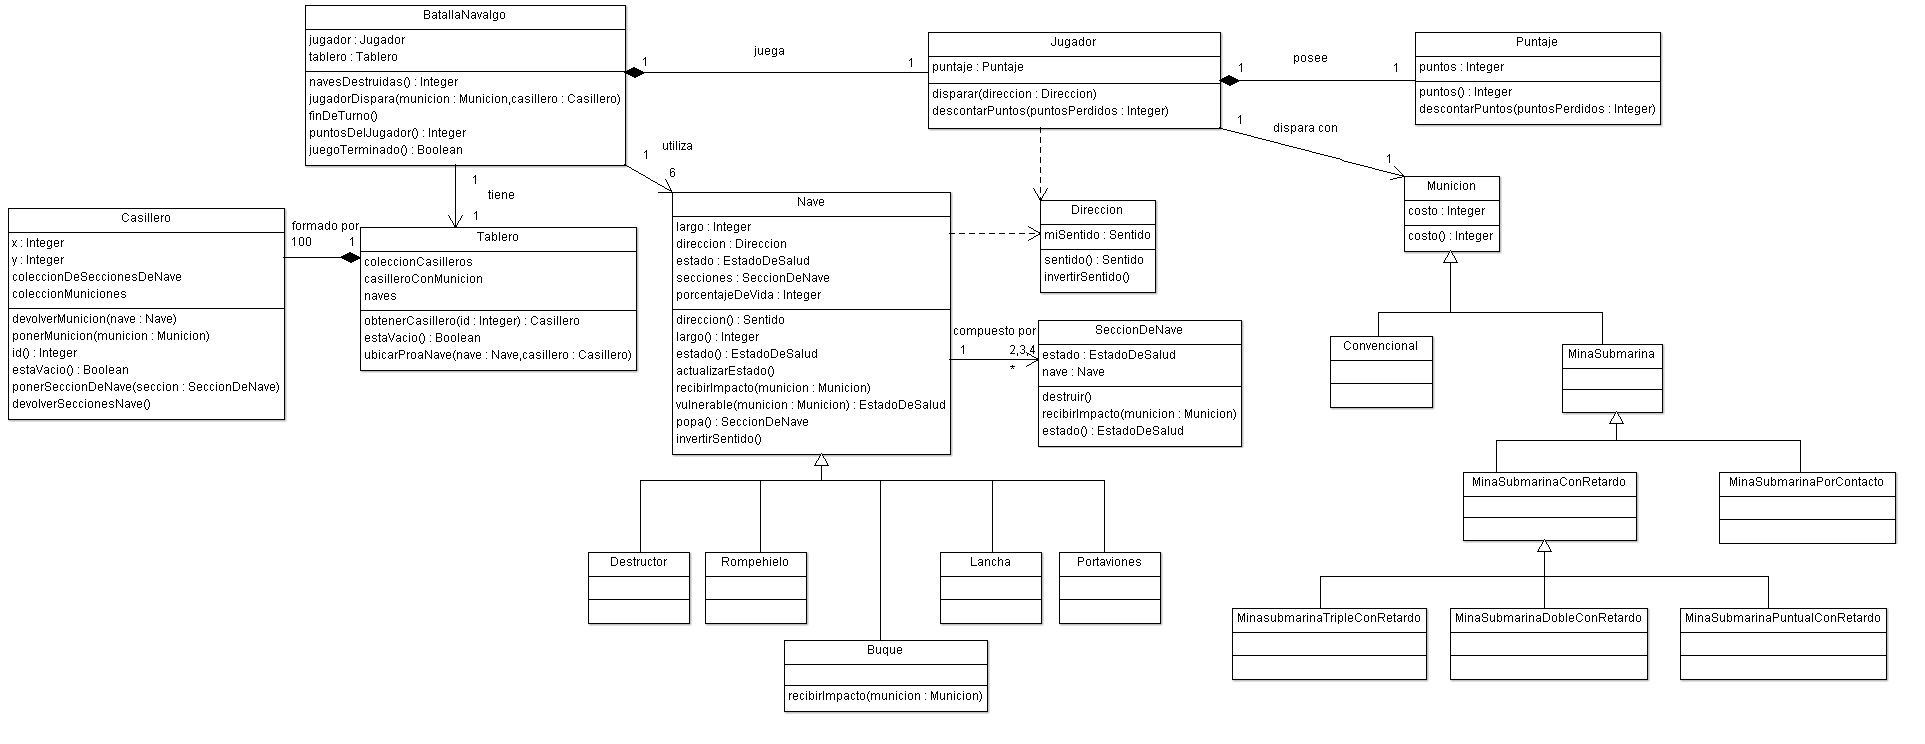 BatallaNavalgo
jugador : Jugador
tablero : Tablero
navesDestruidas() : Integer
jugadorDispara(municion : Municion,casillero : Casillero)
finDeTurno()
puntosDelJugador() : Integer
juegoTerminado() : Boolean
1
juega
1
Jugador
puntaje : Puntaje
disparar(direccion : Direccion)
descontarPuntos(puntosPerdidos : Integer)
1
posee
1
Puntaje
puntos : Integer
puntos() : Integer
descontarPuntos(puntosPerdidos : Integer)
1
dispara con
1
1
utiliza
6
1
tiene
1
Casillero
x : Integer
y : Integer
coleccionDeSeccionesDeNave
coleccionMuniciones
devolverMunicion(nave : Nave)
ponerMunicion(municion : Municion)
id() : Integer
estaVacio() : Boolean
ponerSeccionDeNave(seccion : SeccionDeNave)
devolverSeccionesNave()
formado por
100
1
Tablero
coleccionCasilleros
casilleroConMunicion
naves
obtenerCasillero(id : Integer) : Casillero
estaVacio() : Boolean
ubicarProaNave(nave : Nave,casillero : Casillero)
Nave
largo : Integer
direccion : Direccion
estado : EstadoDeSalud
secciones : SeccionDeNave
porcentajeDeVida : Integer
direccion() : Sentido
largo() : Integer
estado() : EstadoDeSalud
actualizarEstado()
recibirImpacto(municion : Municion)
vulnerable(municion : Municion) : EstadoDeSalud
popa() : SeccionDeNave
invertirSentido()
Direccion
miSentido : Sentido
sentido() : Sentido
invertirSentido()
Municion
costo : Integer
costo() : Integer
compuesto por
1
2,3,4
*
SeccionDeNave
estado : EstadoDeSalud
nave : Nave
destruir()
recibirImpacto(municion : Municion)
estado() : EstadoDeSalud
Convencional
MinaSubmarina
MinaSubmarinaConRetardo
MinaSubmarinaPorContacto
Destructor
Rompehielo
Lancha
Portaviones
Buque
recibirImpacto(municion : Municion)
MinasubmarinaTripleConRetardo
MinaSubmarinaDobleConRetardo
MinaSubmarinaPuntualConRetardo